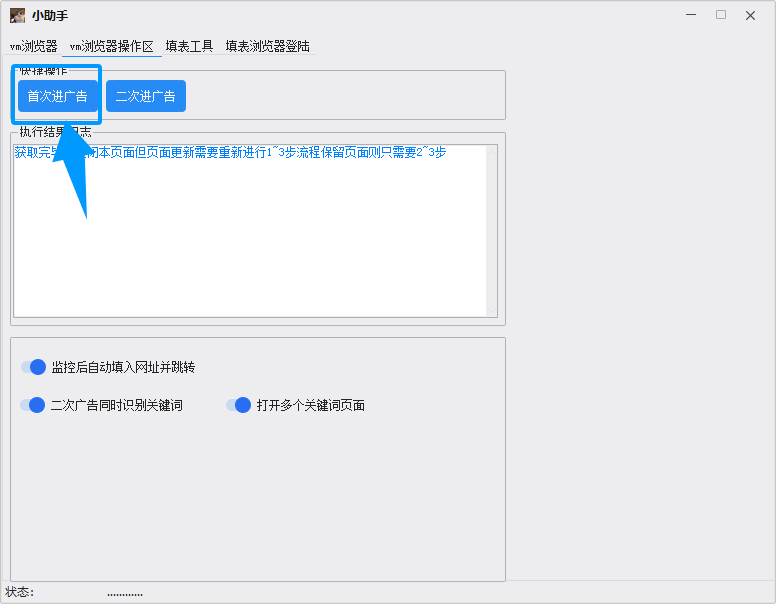 小助手
vm浏览器 vm浏览器操作区 填表工具 填表浏览器登陆
快捷操作
首次进广告 二次进广告
执行结果日志
获取完毕 闭本页面但页面更新需要重新进行1~3步流程保留页面则只需要2~3步
监控后自动填入网址并跳转
二次广告同时识别关键词 打开多个关键词页面
状态: ............